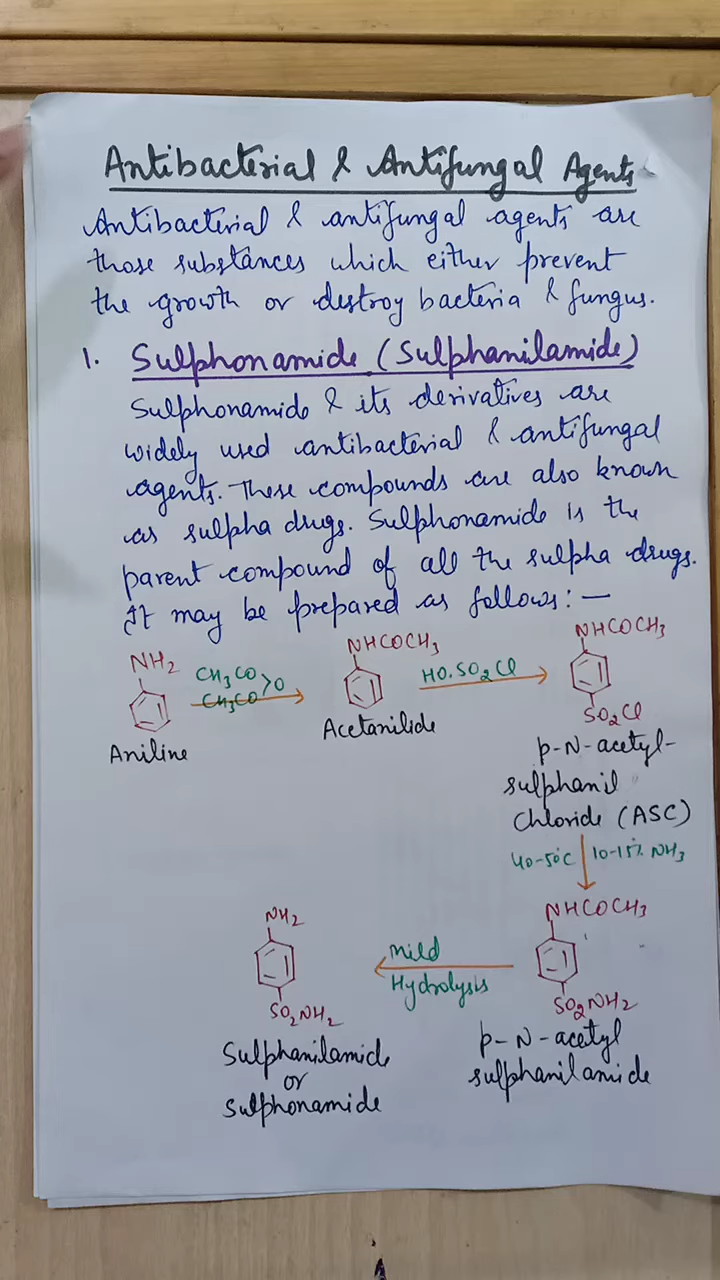 Antibacterial & Antifungal Agents
Antibacterial & antifungal agents are
those substances which either prevent
the growth or destroy bacteria & fungus.
1. Sulphonamide (Sulphanilamide)
Sulphonamide & its derivatives are
widely used antibacterial & antifungal
agents. These compounds are also known
as sulpha drugs. Sulphonamide is the
parent compound of all the sulpha drugs.
It may be prepared as follows: —
NH2
CH3CO
CH3CO >O
NHCOCH3
HO.SO2Cl
NHCOCH3
SO2Cl
Aniline
Acetanilide
p-N-acetyl-
sulphanil
Chloride (ASC)
40-50°C 10-15% NH3
NHCOCH3
SO2NH2
p-N-acetyl
sulphanilamide
Mild
Hydrolysis
NH2
SO2NH2
Sulphanilamide
or
sulphonamide